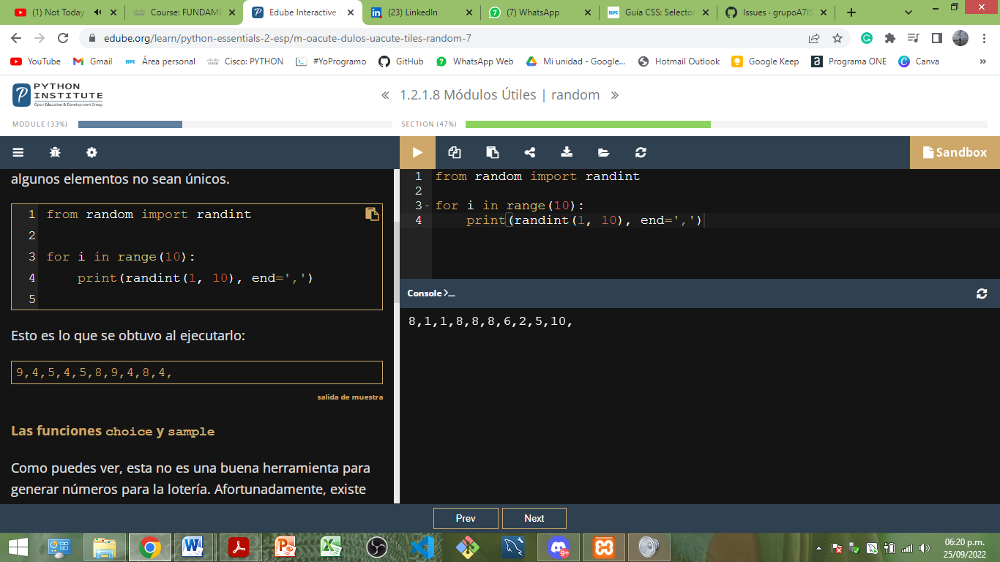 (1) Not Today
Course: FUNDAME
Edube Interactive
(23) LinkedIn
(7) WhatsApp
Guía CSS: Selector
Issues · grupoA7IS
edube.org/learn/python-essentials-2-esp/m-oacute-dulos-uacute-tiles-random-7
YouTube
Gmail
ISPC Área personal
Cisco: PYTHON
#YoProgramo
GitHub
WhatsApp Web
Mi unidad - Google...
Hotmail Outlook
Google Keep
a Programa ONE
Canva
»
PYTHON
INSTITUTE
Open Education & Development Group
« 1.2.1.8 Módulos Útiles | random »
MODULE (33%)
SECTION (47%)
Sandbox
algunos elementos no sean únicos.
1 from random import randint
2
3 for i in range(10):
4     print(randint(1, 10), end=',')
5
Esto es lo que se obtuvo al ejecutarlo:
9,4,5,4,5,8,9,4,8,4,
salida de muestra
Las funciones choice y sample
Como puedes ver, esta no es una buena herramienta para
generar números para la lotería. Afortunadamente, existe
1 from random import randint
2
3 for i in range(10):
4     print(randint(1, 10), end=',')
Console
8,1,1,8,8,8,6,2,5,10,
Prev
Next
9+
06:20 p.m.
25/09/2022